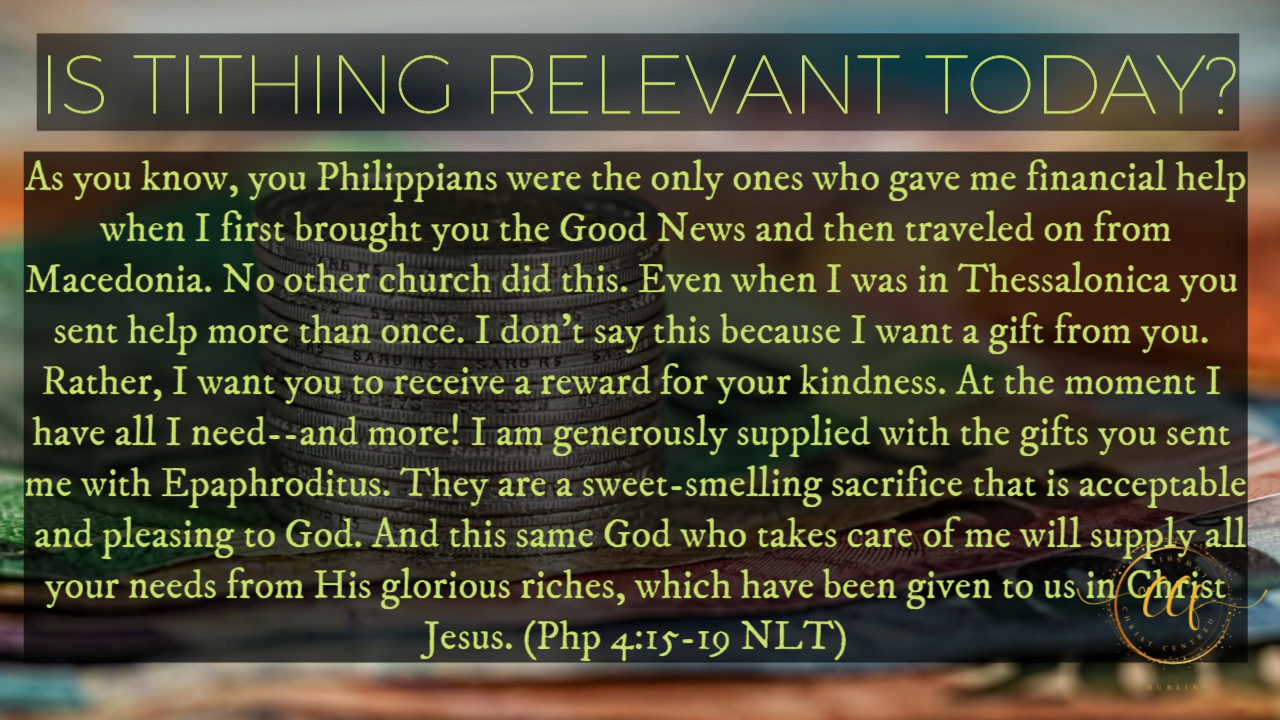 IS TITHING RELEVANT TODAY?
As you know, you Philippians were the only ones who gave me financial help
when I first brought you the Good News and then traveled on from
Macedonia. No other church did this. Even when I was in Thessalonica you
sent help more than once. I don't say this because I want a gift from you.
Rather, I want you to receive a reward for your kindness. At the moment I
have all I need--and more! I am generously supplied with the gifts you sent
me with Epaphroditus. They are a sweet-smelling sacrifice that is acceptable
and pleasing to God. And this same God who takes care of me will supply all
your needs from His glorious riches, which have been given to us in Christ
Jesus. (Php 4:15-19 NLT)
CHRIST CENTRED
DUBLIN